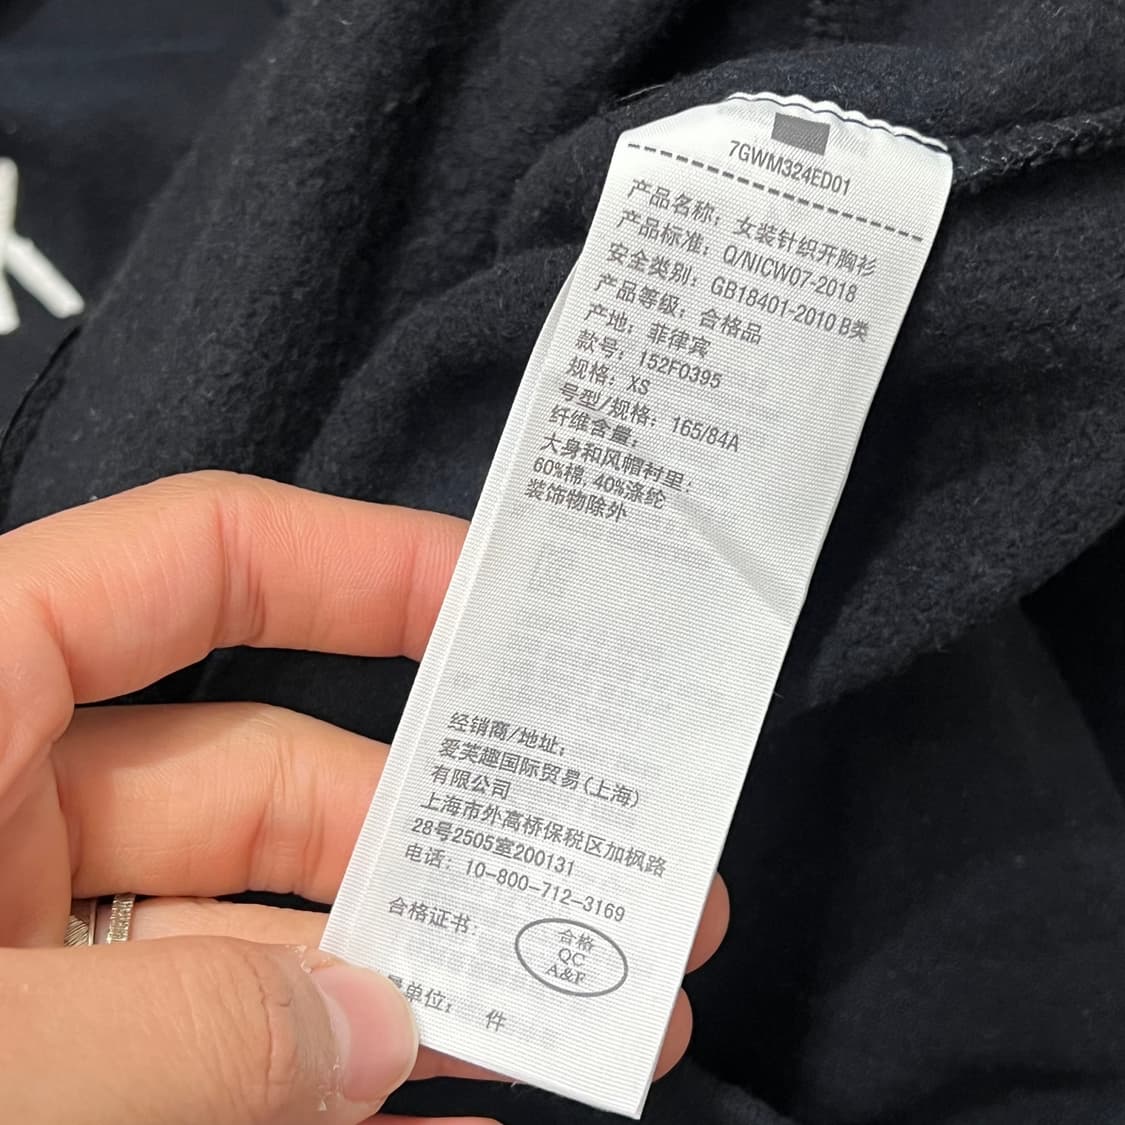 7GWM324ED01
产品名称：女装针织开胸衫
产品标准：Q/NICW07-2018
安全类别：GB18401-2010 B类
产品等级：合格品
产地：菲律宾
款号：152F0395
规格：XS
号型/规格：165/84A
纤维含量：
大身和风帽衬里：
60%棉, 40%涤纶
装饰物除外
经销商/地址：
爱芙趣国际贸易(上海)
有限公司
上海市外高桥保税区加枫路
28号2505室200131
电话：10-800-712-3169
合格证书：
合格
QC
A&F
量单位：件